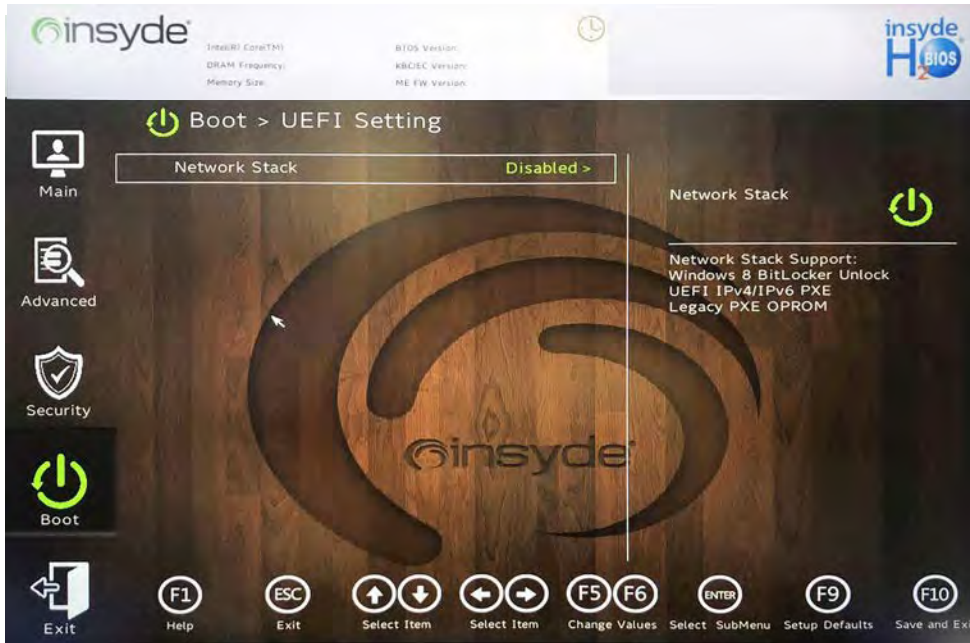 insyde
Intel(R) Core(TM)
DRAM Frequency:
Memory Size:
BIOS Version:
KBC/EC Version:
ME FW Version:
insyde
H2
BIOS
Boot > UEFI Setting
Network Stack
Disabled >
Main
Advanced
Security
Boot
Exit
Network Stack
Network Stack Support:
Windows 8 BitLocker Unlock
UEFI IPv4/IPv6 PXE
Legacy PXE OPROM
insyde
F1
Help
ESC
Exit
Select Item
Select Item
F5 F6
Change Values
ENTER
Select SubMenu
F9
Setup Defaults
F10
Save and Exi